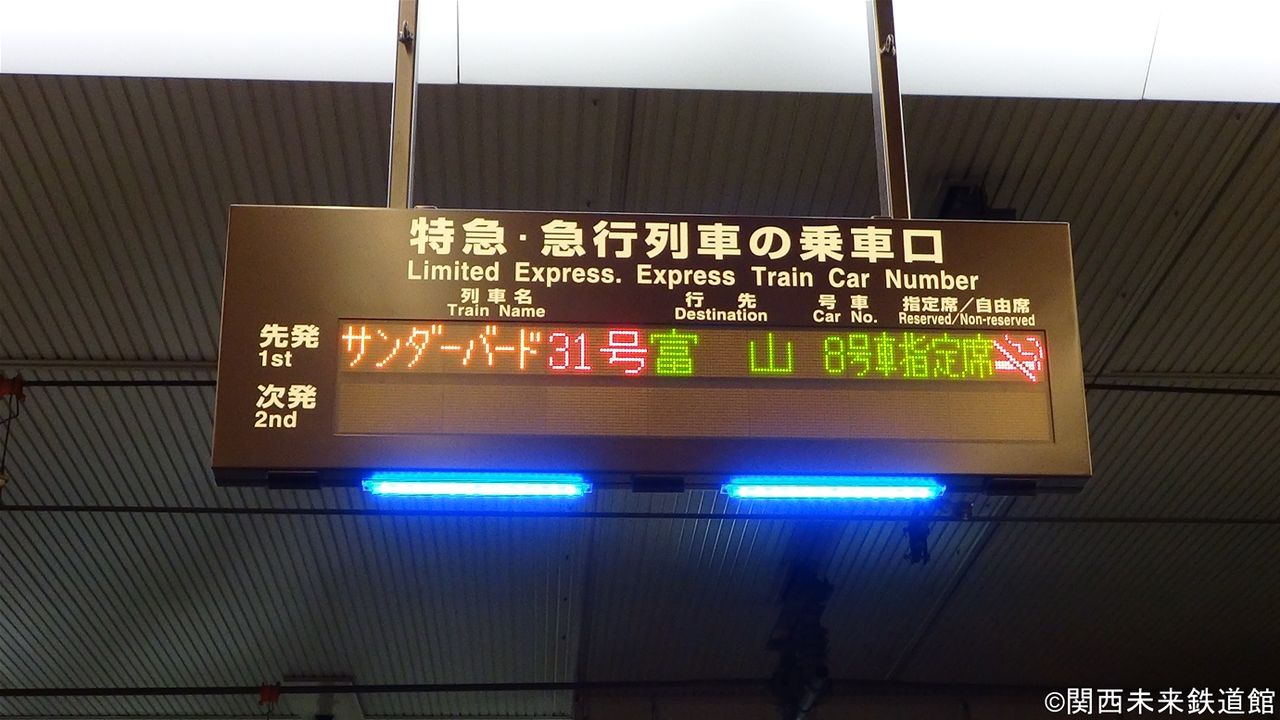 特急・急行列車の乗車口
Limited Express. Express Train Car Number
列車名 行先 号車 指定席／自由席
Train Name Destination Car No. Reserved/Non-reserved
先発 サンダーバード31号 富山 8号車指定席
1st
次発
2nd
©関西未来鉄道館